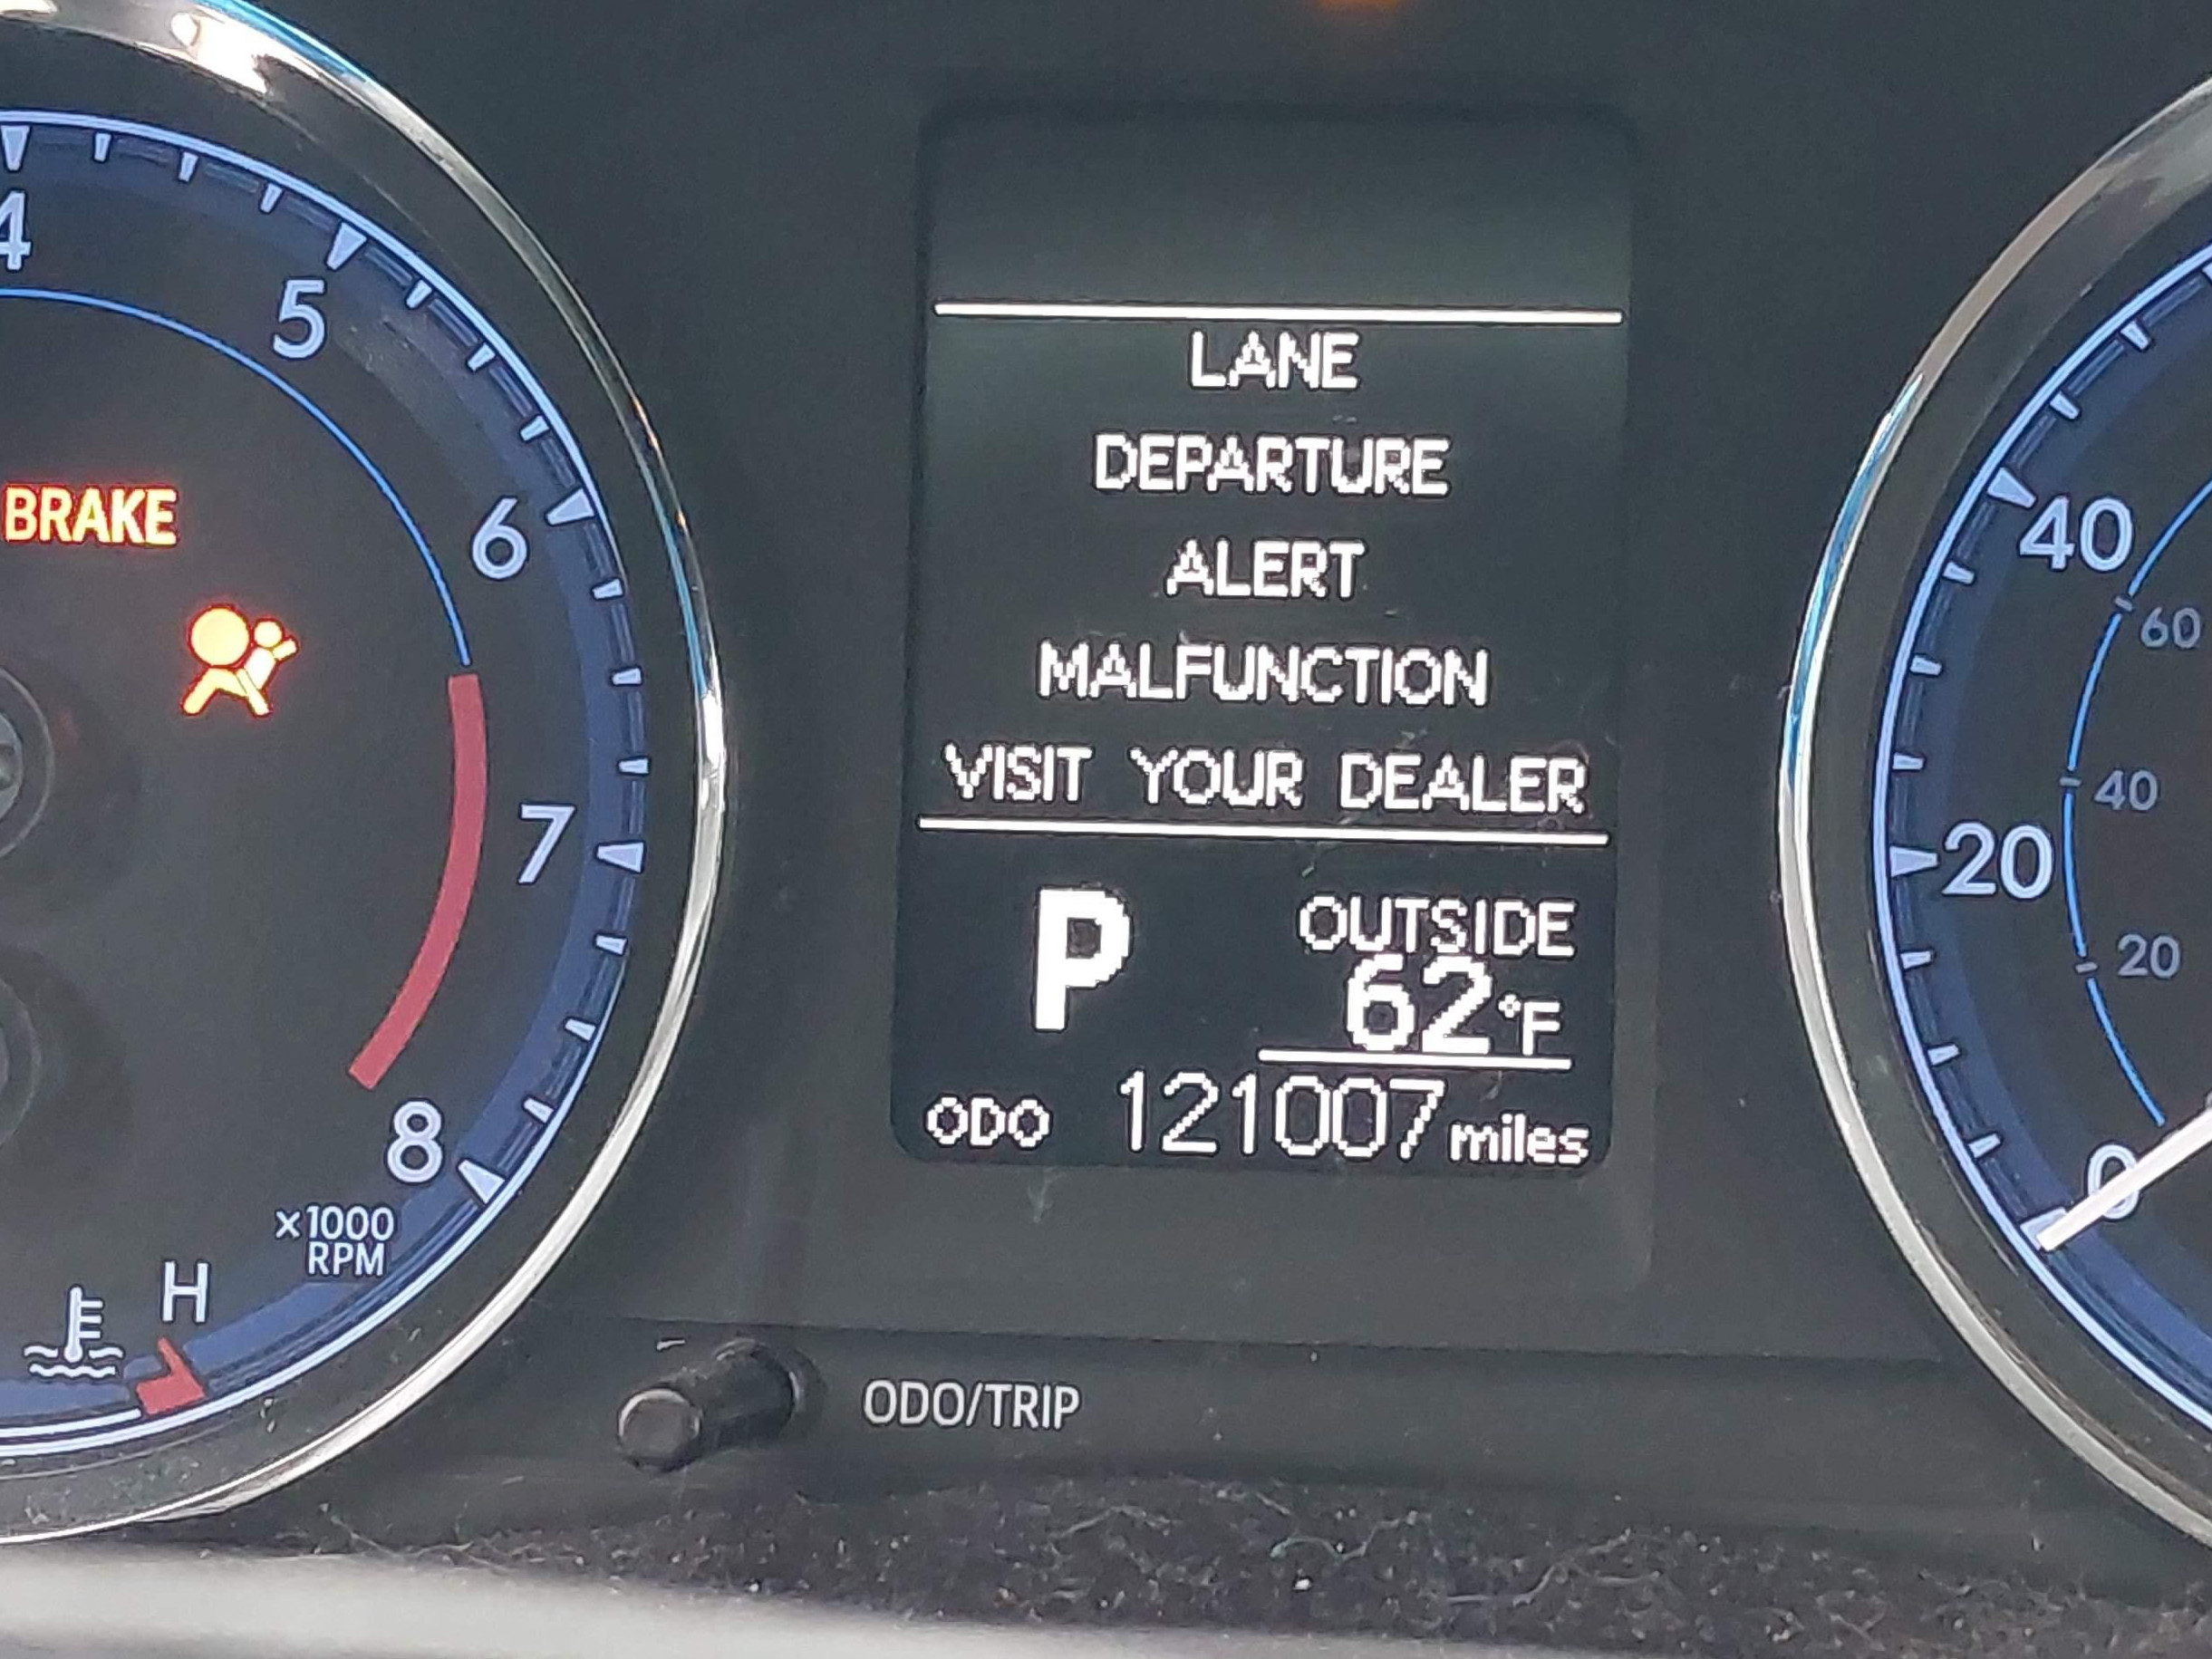 4
5
6
7
8
x1000
RPM
H
BRAKE
LANE
DEPARTURE
ALERT
MALFUNCTION
VISIT YOUR DEALER
P
OUTSIDE
62°F
ODO 121007 miles
ODO/TRIP
40
20
0
60
40
20